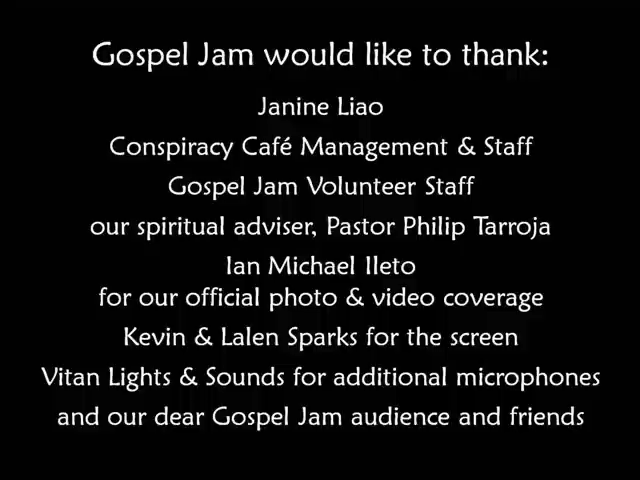 Gospel Jam would like to thank:
Janine Liao
Conspiracy Café Management & Staff
Gospel Jam Volunteer Staff
our spiritual adviser, Pastor Philip Tarroja
Ian Michael Ileto
for our official photo & video coverage
Kevin & Lalen Sparks for the screen
Vitan Lights & Sounds for additional microphones
and our dear Gospel Jam audience and friends